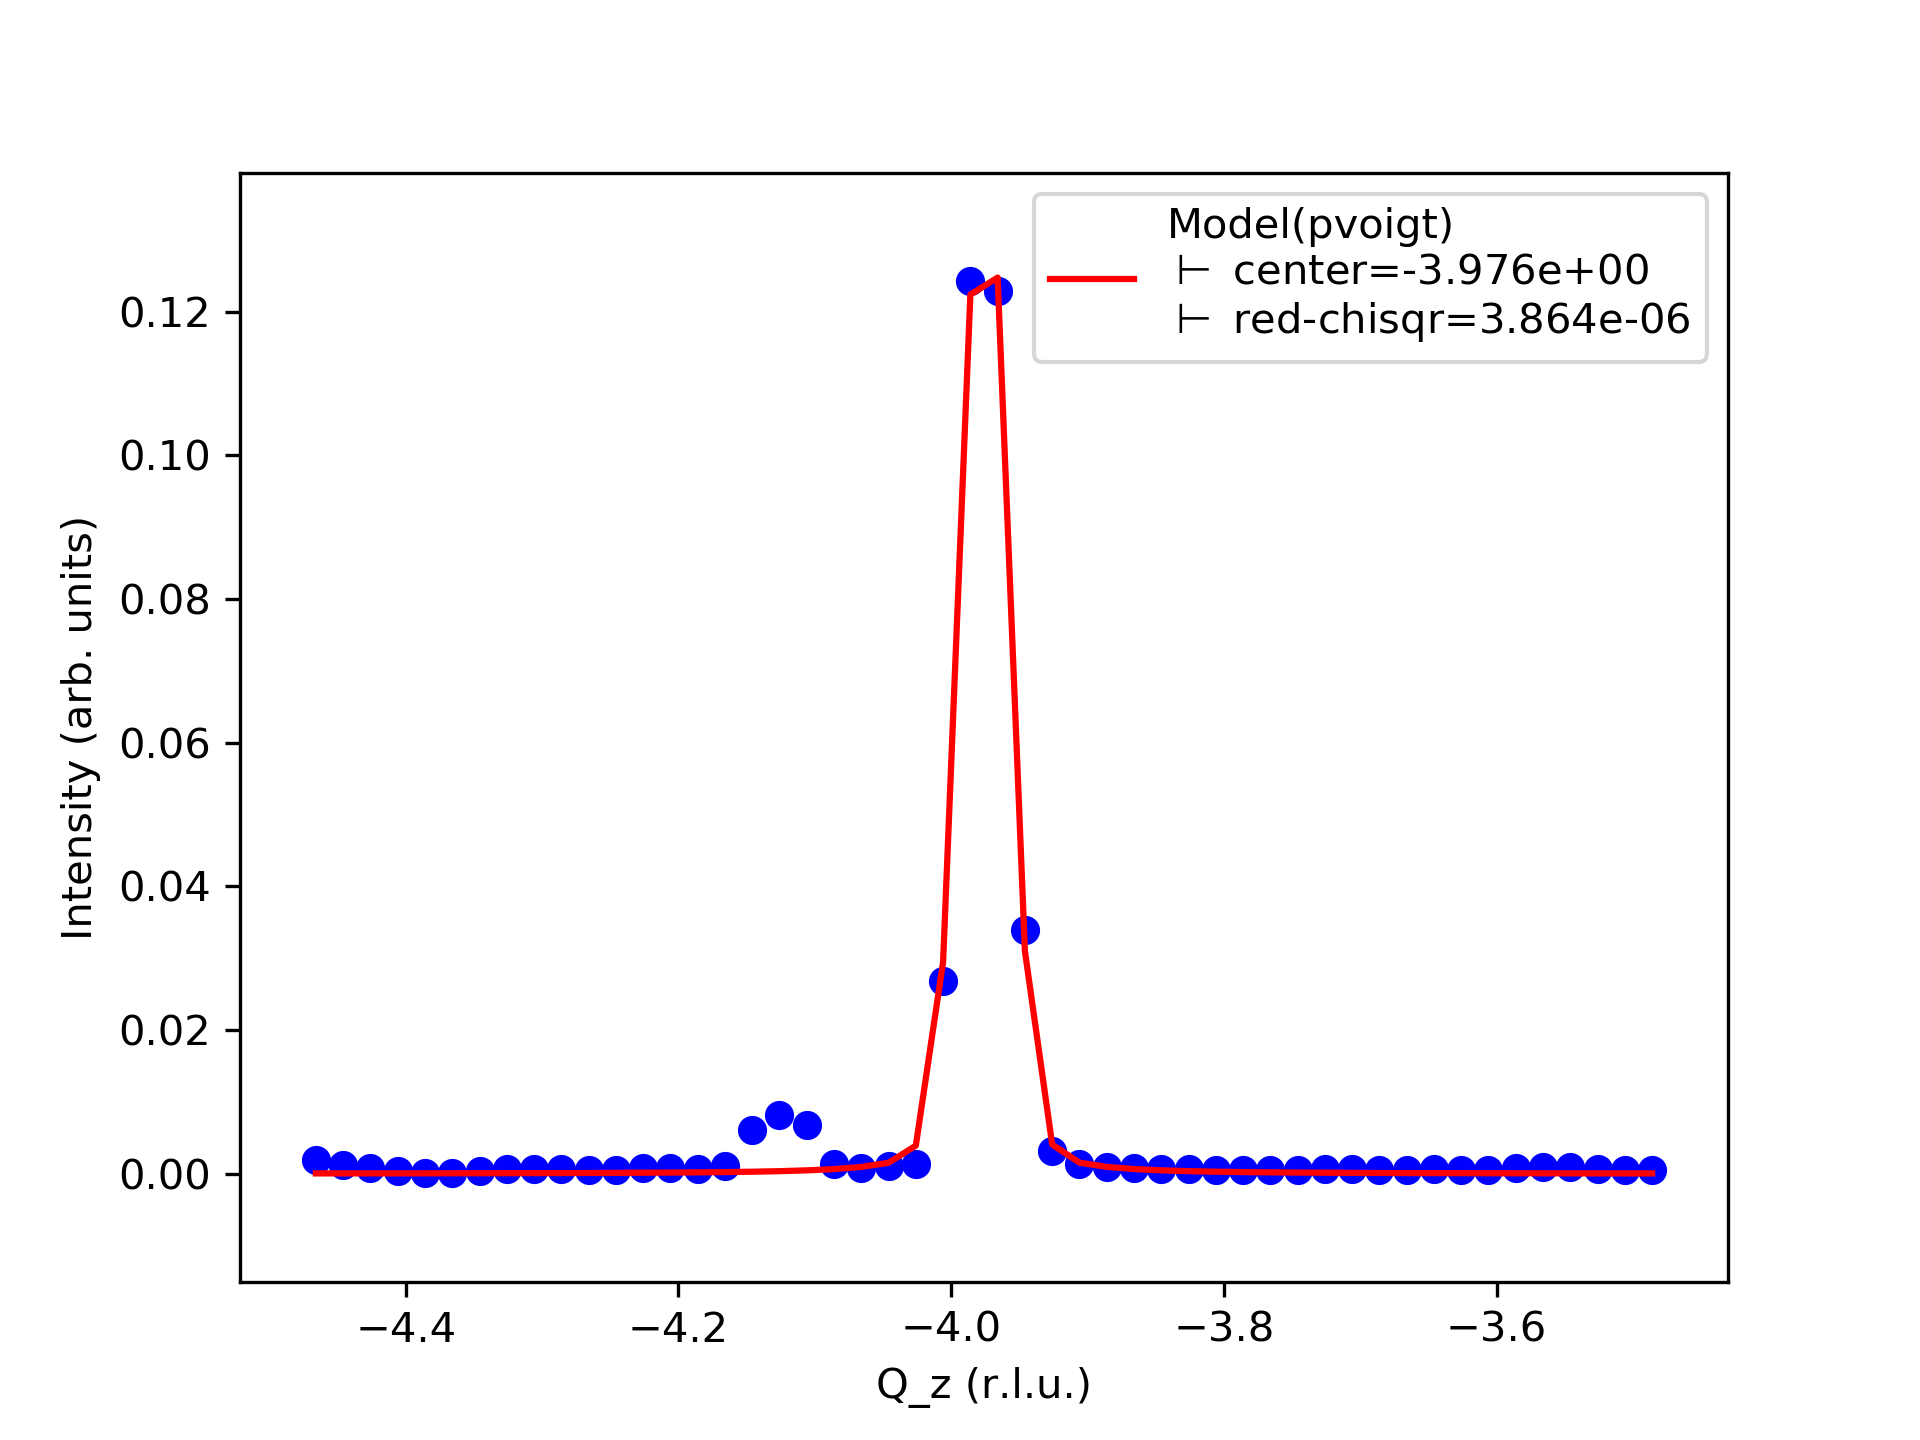 Model(pvoigt)
⊢ center=-3.976e+00
⊢ red-chisqr=3.864e-06
0.12
0.10
0.08
0.06
0.04
0.02
0.00
Intensity (arb. units)
−4.4 −4.2 −4.0 −3.8 −3.6
Q_z (r.l.u.)